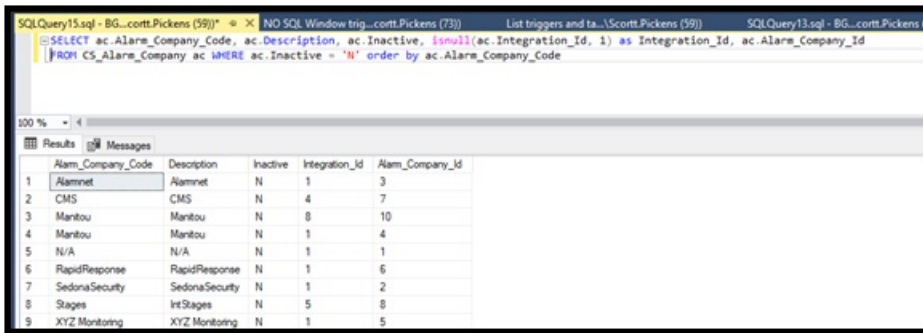 SQLQuery15.sql - BG...cortt.Pickens (59))* NO SQL Window trig...cortt.Pickens (73)) List triggers and ta...\Scortt.Pickens (59)) SQLQuery13.sql - BG...cortt.Pickens
SELECT ac.Alarm_Company_Code, ac.Description, ac.Inactive, isnull(ac.Integration_Id, 1) as Integration_Id, ac.Alarm_Company_Id
FROM CS_Alarm_Company ac WHERE ac.Inactive = 'N' order by ac.Alarm_Company_Code
100 %
Results Messages
Alarm_Company_Code Description Inactive Integration_Id Alarm_Company_Id
1 Alarmnet Alarmnet N 1 3
2 CMS CMS N 4 7
3 Manitou Manitou N 8 10
4 Manitou Manitou N 1 4
5 N/A N/A N 1 1
6 RapidResponse RapidResponse N 1 6
7 SedonaSecurity SedonaSecurity N 1 2
8 Stages IntStages N 5 8
9 XYZ Monitoring XYZ Monitoring N 1 5